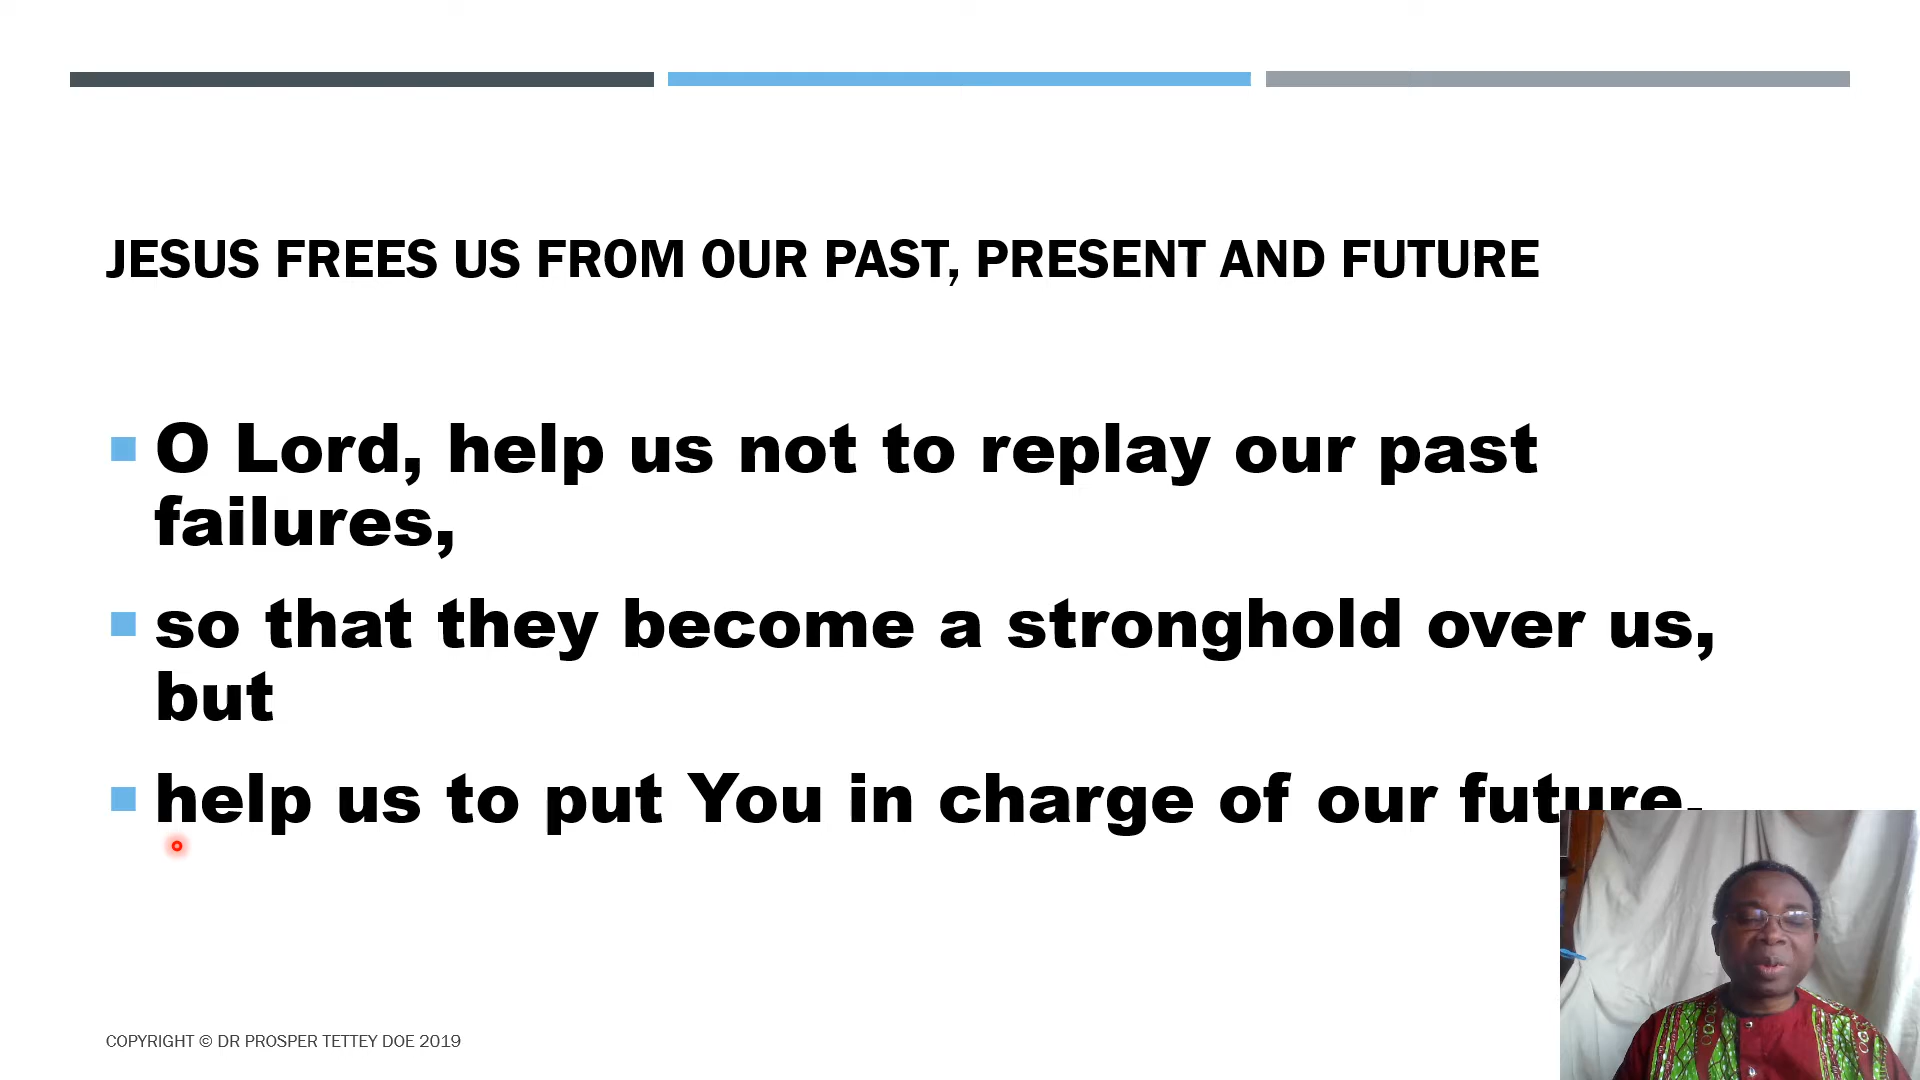 JESUS FREES US FROM OUR PAST, PRESENT AND FUTURE
O Lord, help us not to replay our past
failures,
so that they become a stronghold over us,
but
help us to put You in charge of our future.
COPYRIGHT © DR PROSPER TETTEY DOE 2019